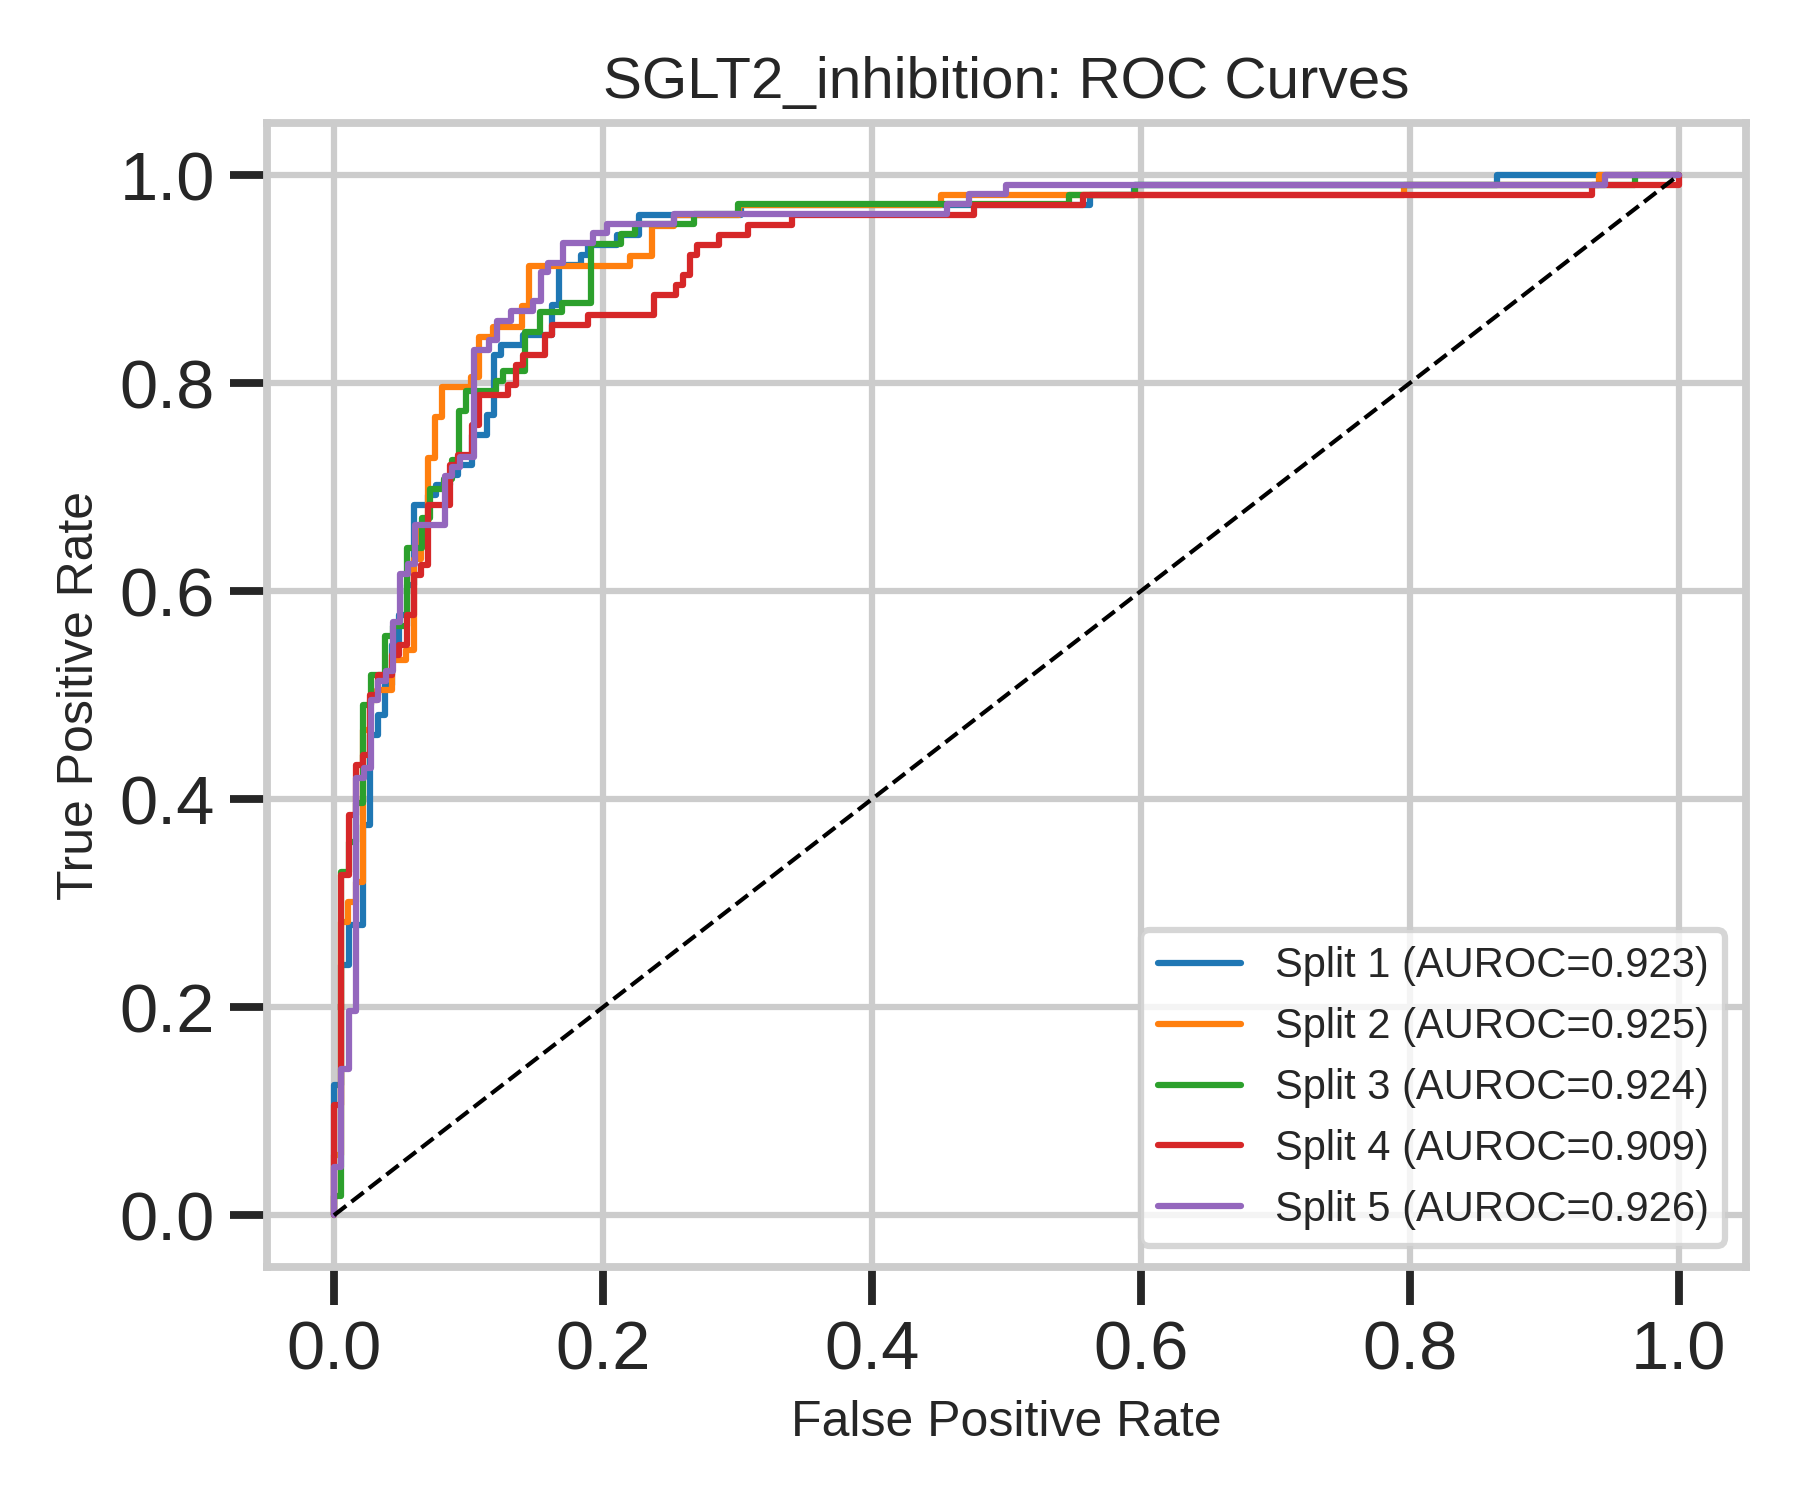 SGLT2_inhibition: ROC Curves
1.0
0.8
0.6
0.4
0.2
0.0
True Positive Rate
Split 1 (AUROC=0.923)
Split 2 (AUROC=0.925)
Split 3 (AUROC=0.924)
Split 4 (AUROC=0.909)
Split 5 (AUROC=0.926)
0.0 0.2 0.4 0.6 0.8 1.0
False Positive Rate